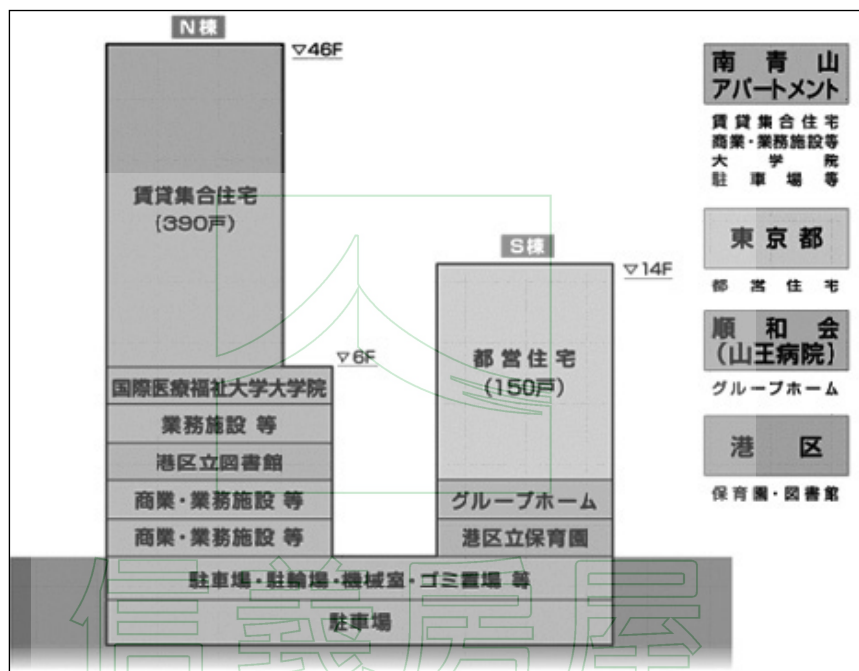 N棟
▽46F
賃貸集合住宅
(390戸)
▽6F
国際医療福祉大学大学院
業務施設 等
港区立図書館
商業・業務施設 等
商業・業務施設 等
S棟
▽14F
都営住宅
(150戸)
グループホーム
港区立保育園
駐車場・駐輪場・機械室・ゴミ置場 等
駐車場
南青山
アパートメント
賃貸集合住宅
商業・業務施設等
大学院
駐車場等
東京都
都営住宅
順和会
(山王病院)
グループホーム
港区
保育園・図書館
信義房屋